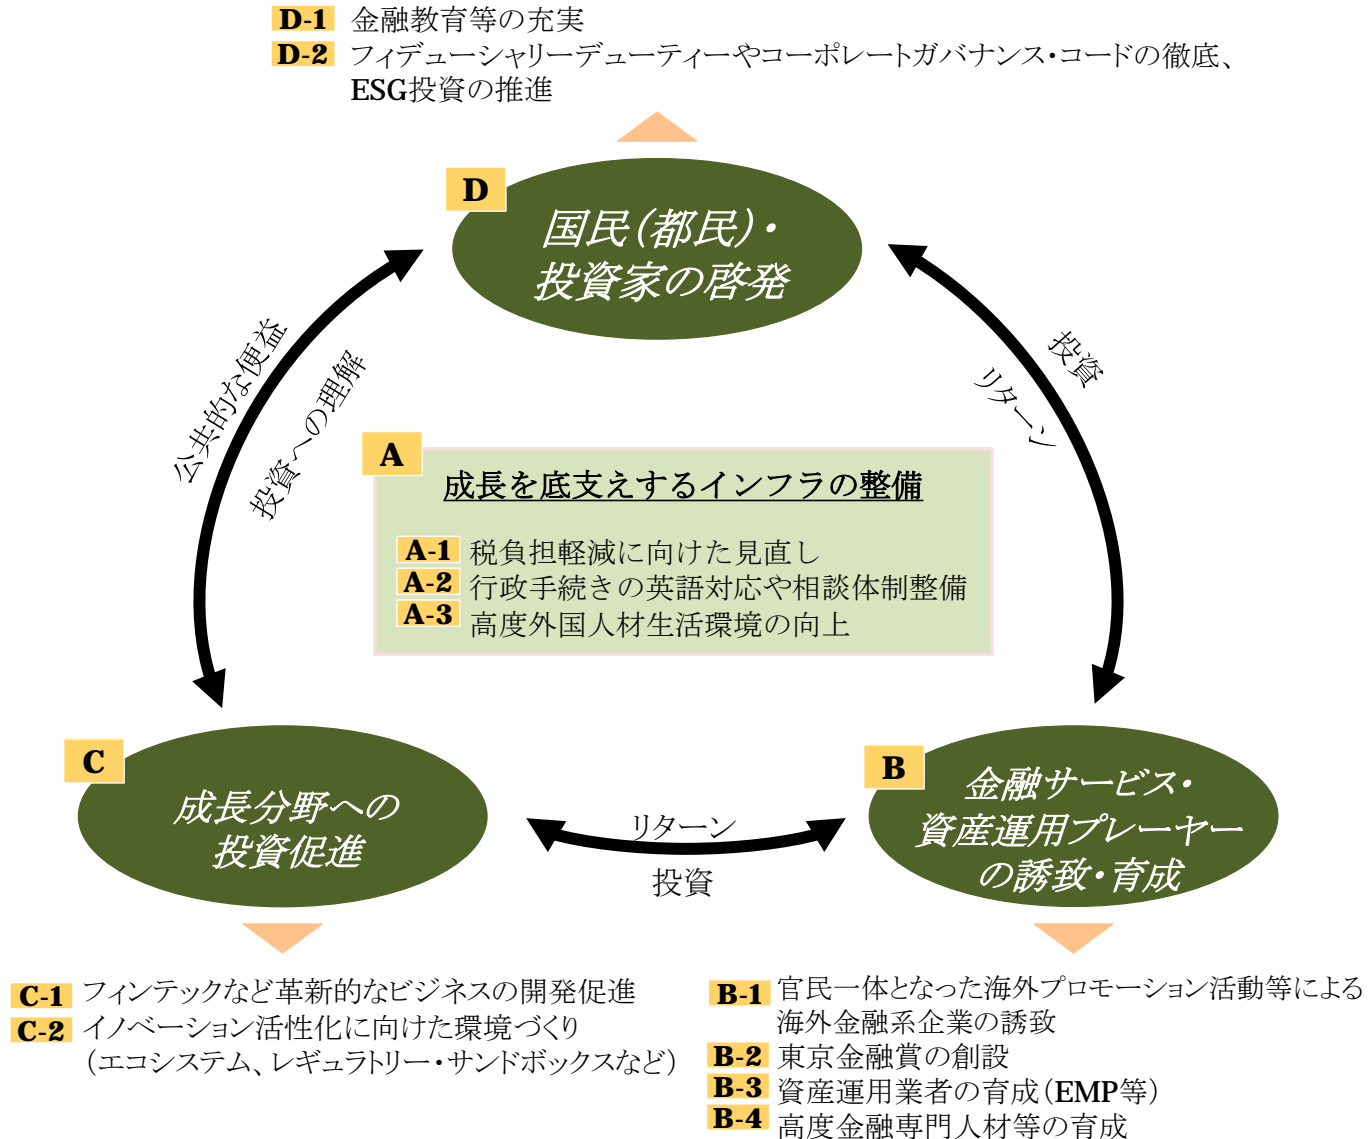 D-1 金融教育等の充実
D-2 フィデューシャリーデューティーやコーポレートガバナンス・コードの徹底、
ESG投資の推進
D
国民（都民）・
投資家の啓発
公共的な便益
投資への理解
投資
リターン
A
成長を底支えするインフラの整備
A-1 税負担軽減に向けた見直し
A-2 行政手続きの英語対応や相談体制整備
A-3 高度外国人材生活環境の向上
C
成長分野への
投資促進
リターン
投資
B
金融サービス・
資産運用プレーヤー
の誘致・育成
C-1 フィンテックなど革新的なビジネスの開発促進
C-2 イノベーション活性化に向けた環境づくり
（エコシステム、レギュラトリー・サンドボックスなど）
B-1 官民一体となった海外プロモーション活動等による
海外金融系企業の誘致
B-2 東京金融賞の創設
B-3 資産運用業者の育成（EMP等）
B-4 高度金融専門人材等の育成